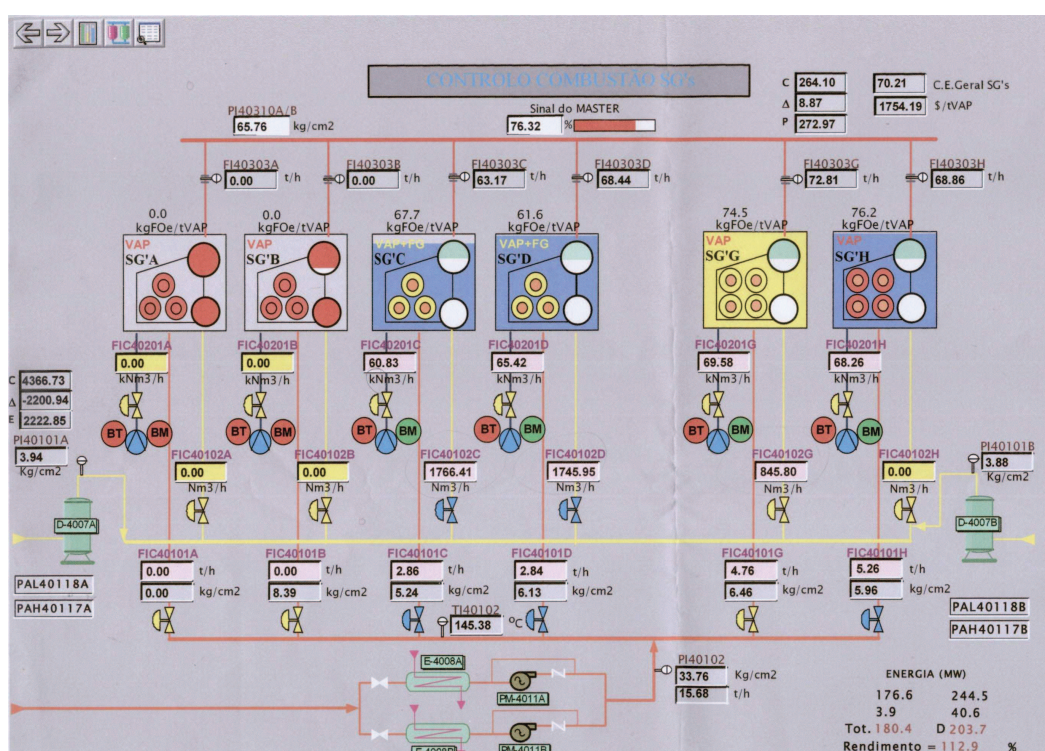 CONTROLO COMBUSTÃO SG's
C 264.10 70.21 C.E.Geral SG's
Δ 8.87 1754.19 $/tVAP
P 272.97
PI40310A/B
65.76 kg/cm2
Sinal do MASTER
76.32 %
FI40303A FI40303B FI40303C FI40303D FI40303G FI40303H
0.00 t/h 0.00 t/h 63.17 t/h 68.44 t/h 72.81 t/h 68.86 t/h
0.0 0.0 67.7 61.6 74.5 76.2
kgFOe/tVAP kgFOe/tVAP kgFOe/tVAP kgFOe/tVAP kgFOe/tVAP kgFOe/tVAP
VAP VAP VAP+FG VAP+FG VAP VAP
SG'A SG'B SG'C SG'D SG'G SG'H
FIC40201A FIC40201B FIC40201C FIC40201D FIC40201G FIC40201H
0.00 0.00 60.83 65.42 69.58 68.26
kNm3/h kNm3/h kNm3/h kNm3/h kNm3/h kNm3/h
C 4366.73
Δ -2200.94
E 2222.85
BT BM BT BM BT BM BT BM BT BM BT BM
PI40101A
3.94
Kg/cm2
FIC40102A FIC40102B FIC40102C FIC40102D FIC40102G FIC40102H
0.00 0.00 1766.41 1745.95 845.80 0.00
Nm3/h Nm3/h Nm3/h Nm3/h Nm3/h Nm3/h
PI40101B
3.88
Kg/cm2
D-4007A D-4007B
FIC40101A FIC40101B FIC40101C FIC40101D FIC40101G FIC40101H
0.00 t/h 0.00 t/h 2.86 t/h 2.84 t/h 4.76 t/h 5.26 t/h
0.00 kg/cm2 8.39 kg/cm2 5.24 kg/cm2 6.13 kg/cm2 6.46 kg/cm2 5.96 kg/cm2
PAL40118A
PAH40117A
TI40102
145.38 ºC
PAL40118B
PAH40117B
E-4008A
PM-4011A
PI40102
33.76 Kg/cm2
15.68 t/h
E-4008B
PM-4011B
ENERGIA (MW)
176.6 244.5
3.9 40.6
Tot. 180.4 D 203.7
Rendimento = 112.9 %